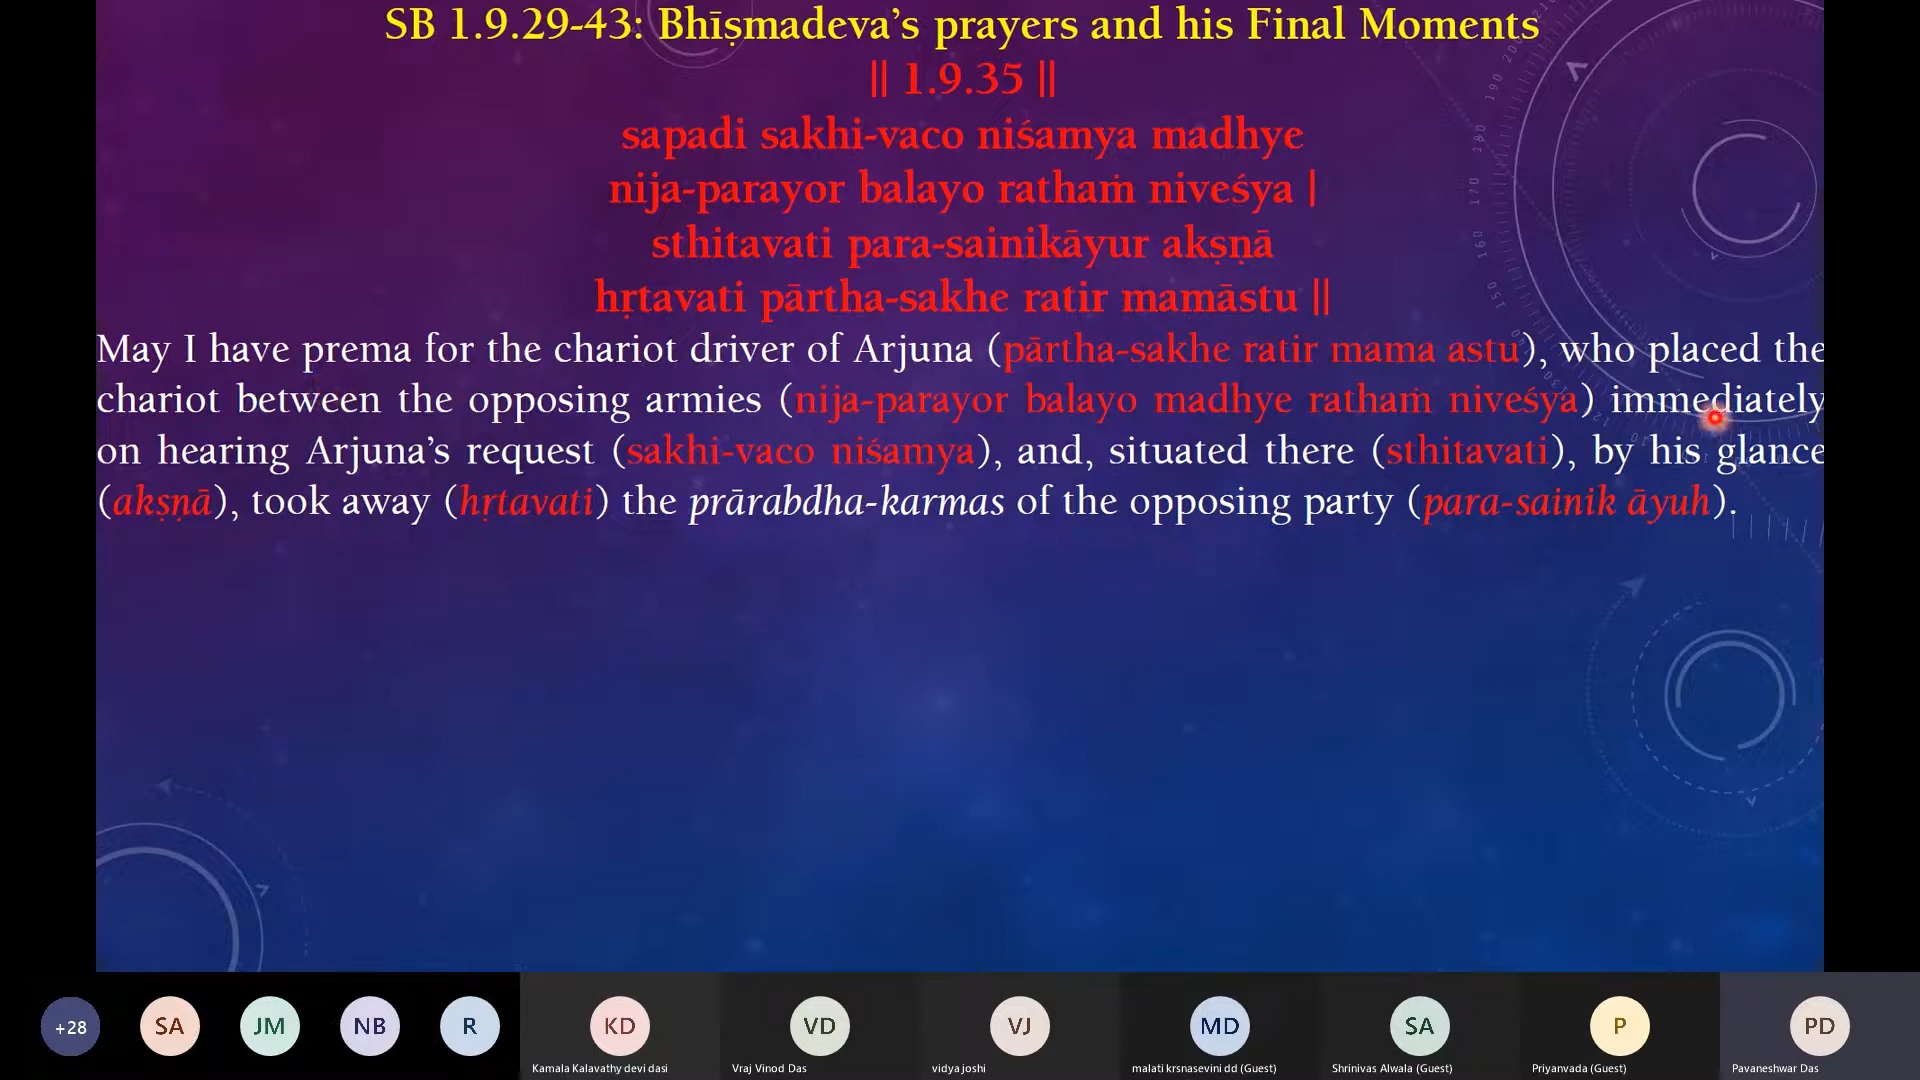 SB 1.9.29-43: Bhīṣmadeva’s prayers and his Final Moments
|| 1.9.35 ||
sapadi sakhi-vaco niśamya madhye
nija-parayor balayo rathaṁ niveśya |
sthitavati para-sainikāyur akṣṇā
hṛtavati pārtha-sakhe ratir mamāstu ||
May I have prema for the chariot driver of Arjuna (pārtha-sakhe ratir mama astu), who placed the
chariot between the opposing armies (nija-parayor balayo madhye rathaṁ niveśya) immediately
on hearing Arjuna’s request (sakhi-vaco niśamya), and, situated there (sthitavati), by his glance
(akṣṇā), took away (hṛtavati) the prārabdha-karmas of the opposing party (para-sainik āyuh).
+28 SA JM NB R KD VD VJ MD SA P PD
Kamala Kalavathy devi dasi Vraj Vinod Das vidya joshi malati krsnasevini dd (Guest) Shrinivas Alwala (Guest) Priyanvada (Guest) Pavaneshwar Das